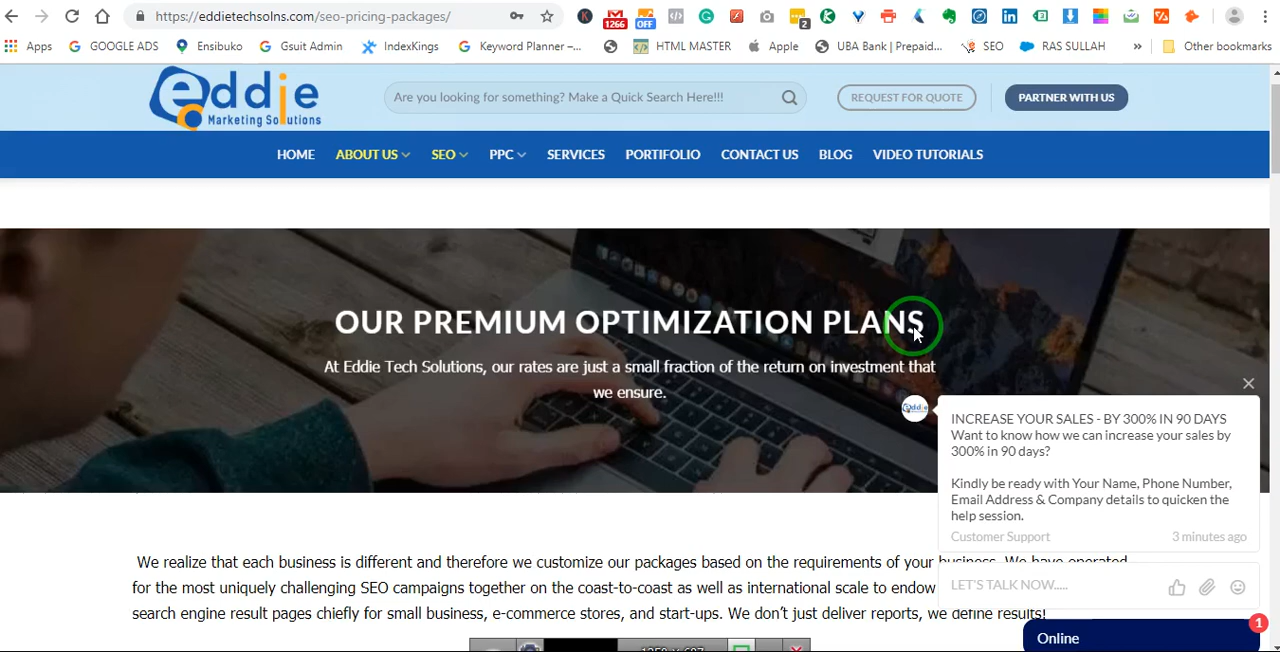 https://eddietechsolns.com/seo-pricing-packages/
1266
OFF
2
Apps GOOGLE ADS Ensibuko Gsuit Admin IndexKings Keyword Planner –... HTML MASTER Apple UBA Bank | Prepaid... SEO RAS SULLAH » Other bookmarks
eddie
Marketing Solutions
Are you looking for something? Make a Quick Search Here!!!
REQUEST FOR QUOTE
PARTNER WITH US
HOME ABOUT US SEO PPC SERVICES PORTIFOLIO CONTACT US BLOG VIDEO TUTORIALS
OUR PREMIUM OPTIMIZATION PLANS
At Eddie Tech Solutions, our rates are just a small fraction of the return on investment that
we ensure.
eddie
INCREASE YOUR SALES - BY 300% IN 90 DAYS
Want to know how we can increase your sales by
300% in 90 days?
Kindly be ready with Your Name, Phone Number,
Email Address & Company details to quicken the
help session.
Customer Support 3 minutes ago
We realize that each business is different and therefore we customize our packages based on the requirements of your business. We have operated
for the most uniquely challenging SEO campaigns together on the coast-to-coast as well as international scale to endow
search engine result pages chiefly for small business, e-commerce stores, and start-ups. We don't just deliver reports, we define results!
LET'S TALK NOW.....
1
Online